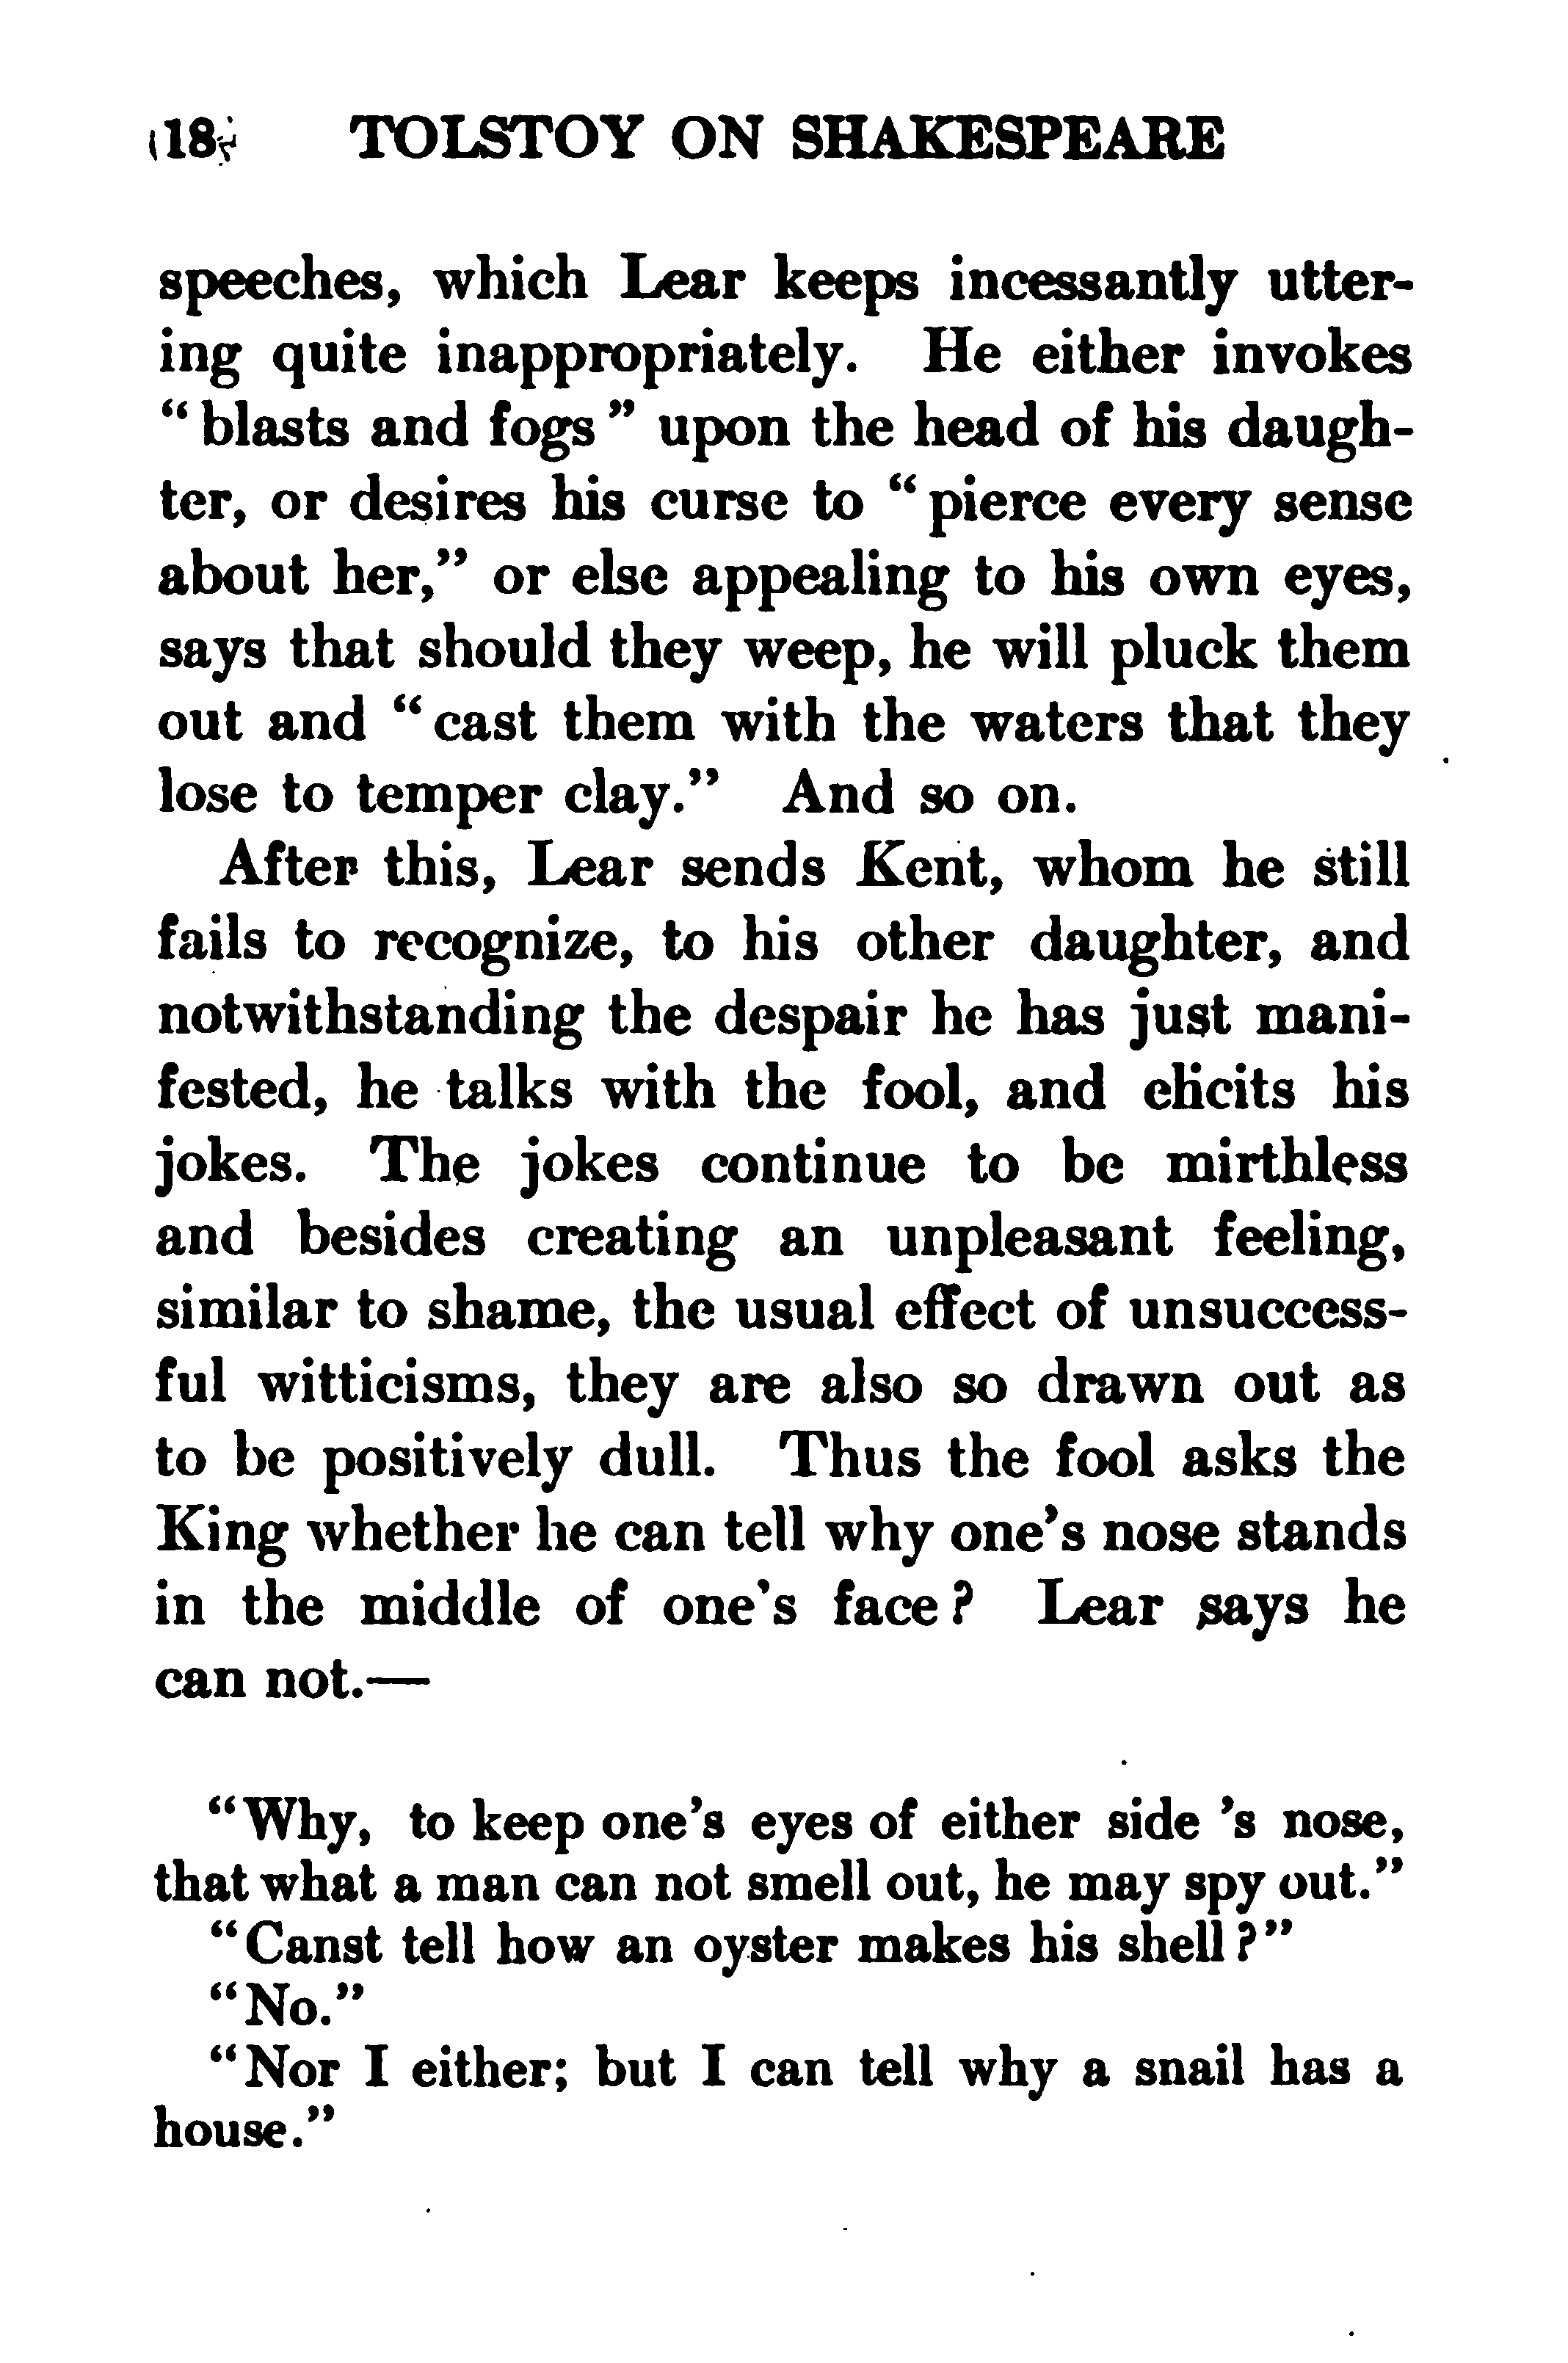 18 TOLSTOY ON SHAKESPEARE
speeches, which Lear keeps incessantly utter-
ing quite inappropriately. He either invokes
“blasts and fogs” upon the head of his daugh-
ter, or desires his curse to “pierce every sense
about her,” or else appealing to his own eyes,
says that should they weep, he will pluck them
out and “cast them with the waters that they
lose to temper clay.” And so on.
After this, Lear sends Kent, whom he still
fails to recognize, to his other daughter, and
notwithstanding the despair he has just mani-
fested, he talks with the fool, and elicits his
jokes. The jokes continue to be mirthless
and besides creating an unpleasant feeling,
similar to shame, the usual effect of unsuccess-
ful witticisms, they are also so drawn out as
to be positively dull. Thus the fool asks the
King whether he can tell why one's nose stands
in the middle of one's face? Lear says he
can not.—
“Why, to keep one's eyes of either side 's nose,
that what a man can not smell out, he may spy out.”
“Canst tell how an oyster makes his shell?”
“No.”
“Nor I either; but I can tell why a snail has a
house.”